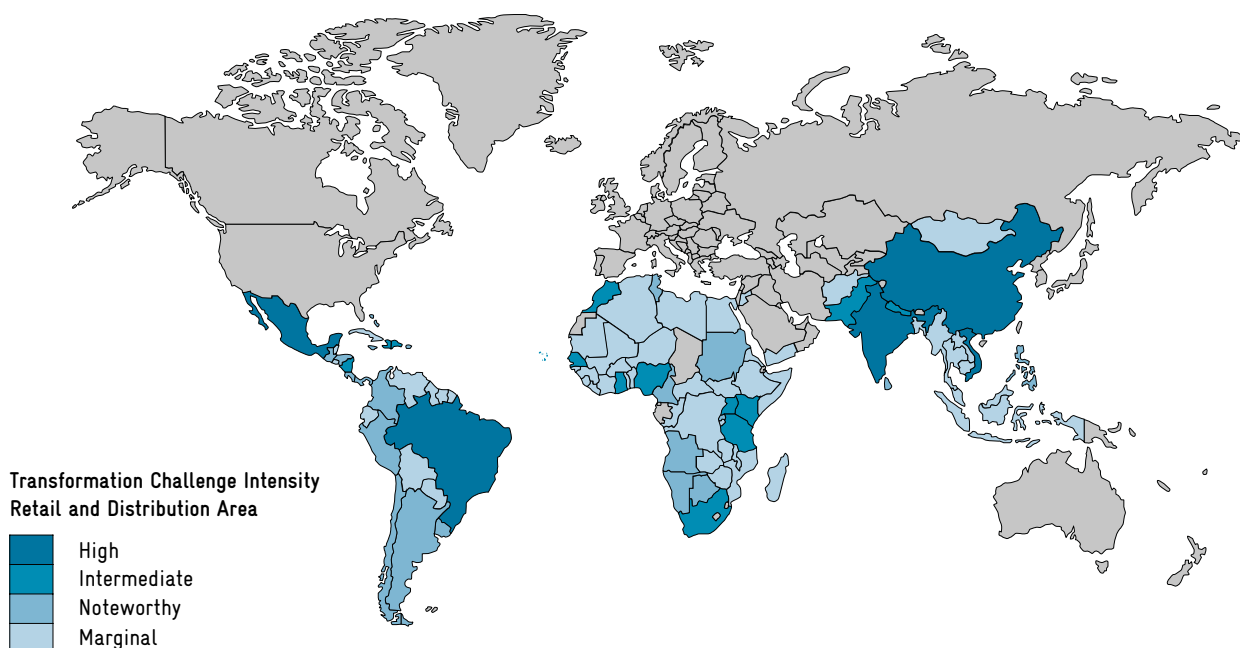 Transformation Challenge Intensity
Retail and Distribution Area
High
Intermediate
Noteworthy
Marginal